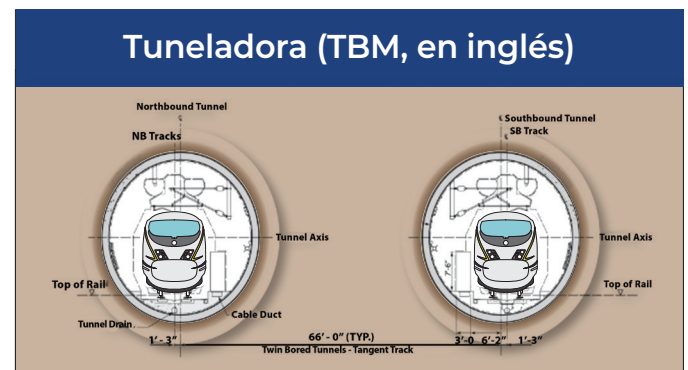 Tuneladora (TBM, en inglés)
Northbound Tunnel
NB Tracks
Southbound Tunnel
SB Track
Tunnel Axis
Tunnel Axis
7'-6"
Top of Rail
Top of Rail
Cable Duct
Tunnel Drain
1' - 3"
66' - 0" (TYP.)
3'-0
6'-2"
1'-3"
Twin Bored Tunnels - Tangent Track